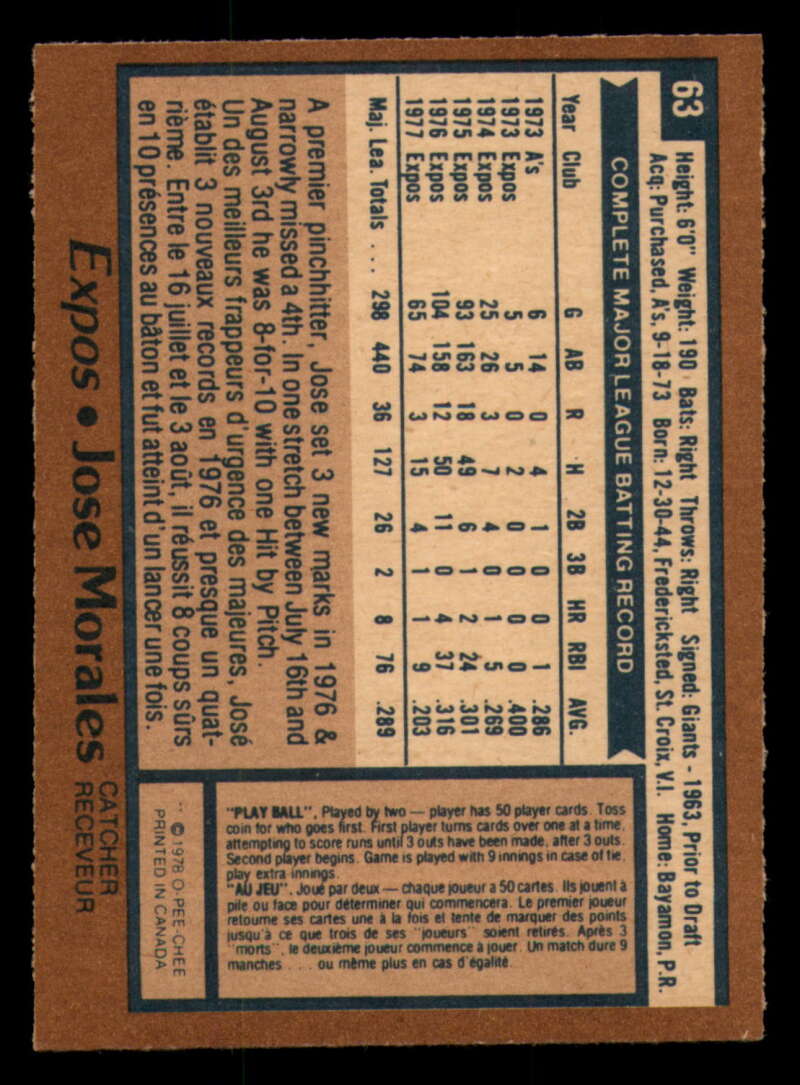 63
Height: 6'0" Weight: 190 Bats: Right Throws: Right Signed: Giants - 1963, Prior to Draft
Acq: Purchased, A's, 9-18-73 Born: 12-30-44, Fredericksted, St. Croix, V.I. Home: Bayamon, P.R.
COMPLETE MAJOR LEAGUE BATTING RECORD
Year Club G AB R H 2B 3B HR RBI AVG.
1973 A's 6 14 0 4 1 0 0 1 .286
1973 Expos 5 5 0 2 0 0 0 0 .400
1974 Expos 25 26 3 7 4 0 1 5 .269
1975 Expos 93 163 18 49 6 1 2 24 .301
1976 Expos 104 158 12 50 11 0 4 37 .316
1977 Expos 65 74 3 15 4 1 1 9 .203
Maj. Lea. Totals ... 298 440 36 127 26 2 8 76 .289
A premier pinchhitter, Jose set 3 new marks in 1976 &
narrowly missed a 4th. In one stretch between July 16th and
August 3rd he was 8-for-10 with one Hit by Pitch.
Un des meilleurs frappeurs d'urgence des majeures, José
établit 3 nouveaux records en 1976 et presque un quat-
rième. Entre le 16 juillet et le 3 août, il réussit 8 coups sûrs
en 10 présences au bâton et fut atteint d'un lancer une fois.
Expos • Jose Morales CATCHER
RECEVEUR
"PLAY BALL", Played by two — player has 50 player cards. Toss
coin for who goes first. First player turns cards over one at a time,
attempting to score runs until 3 outs have been made, after 3 outs.
Second player begins. Game is played with 9 innings in case of tie,
play extra innings.
"AU JEU". Joué par deux — chaque joueur a 50 cartes. Ils jouent à
pile ou face pour déterminer qui commencera. Le premier joueur
retourne ses cartes une à la fois et tente de marquer des points
jusqu'à ce que trois de ses "joueurs" soient retirés. Après 3
"morts", le deuxième joueur commence à jouer. Un match dure 9
manches ... ou même plus en cas d'égalité.
© 1978 O-PEE-CHEE
PRINTED IN CANADA